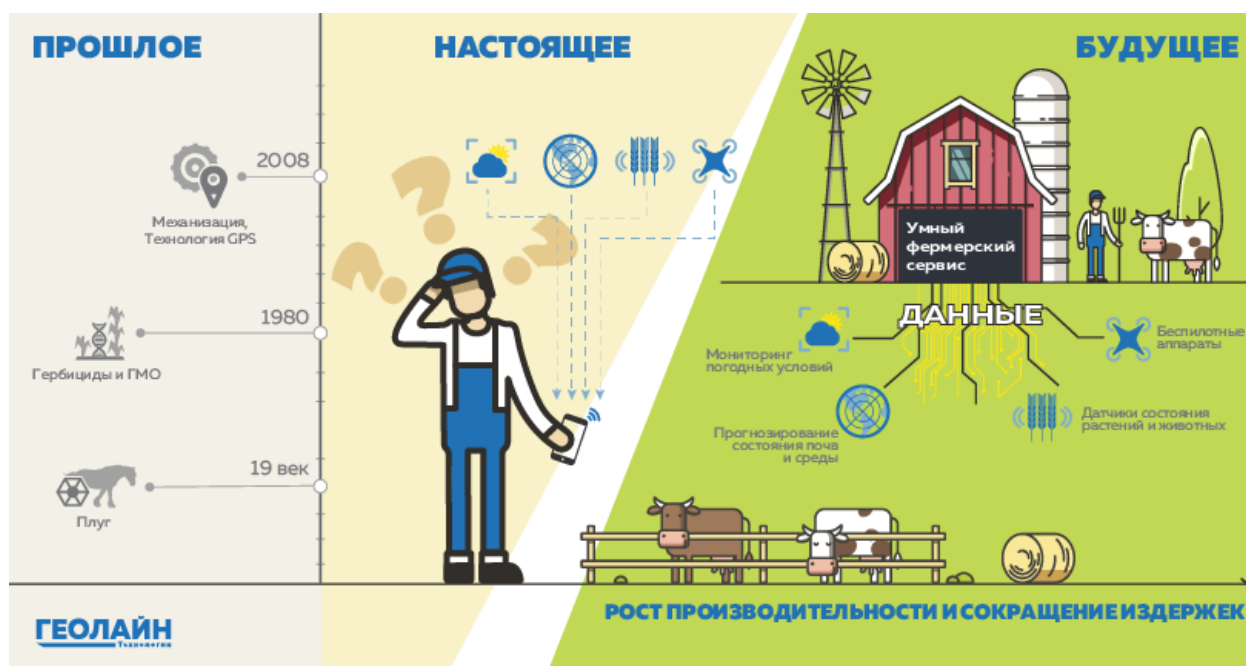 ПРОШЛОЕ
2008
Механизация,
Технология GPS
1980
Гербициды и ГМО
19 век
Плуг
ГЕОЛАЙН
Технологии
НАСТОЯЩЕЕ
? ? ?
БУДУЩЕЕ
Умный
фермерский
сервис
ДАННЫЕ
Мониторинг
погодных условий
Беспилотные
аппараты
Прогнозирование
состояния почв
и среды
Датчики состояния
растений и животных
РОСТ ПРОИЗВОДИТЕЛЬНОСТИ И СОКРАЩЕНИЕ ИЗДЕРЖЕК